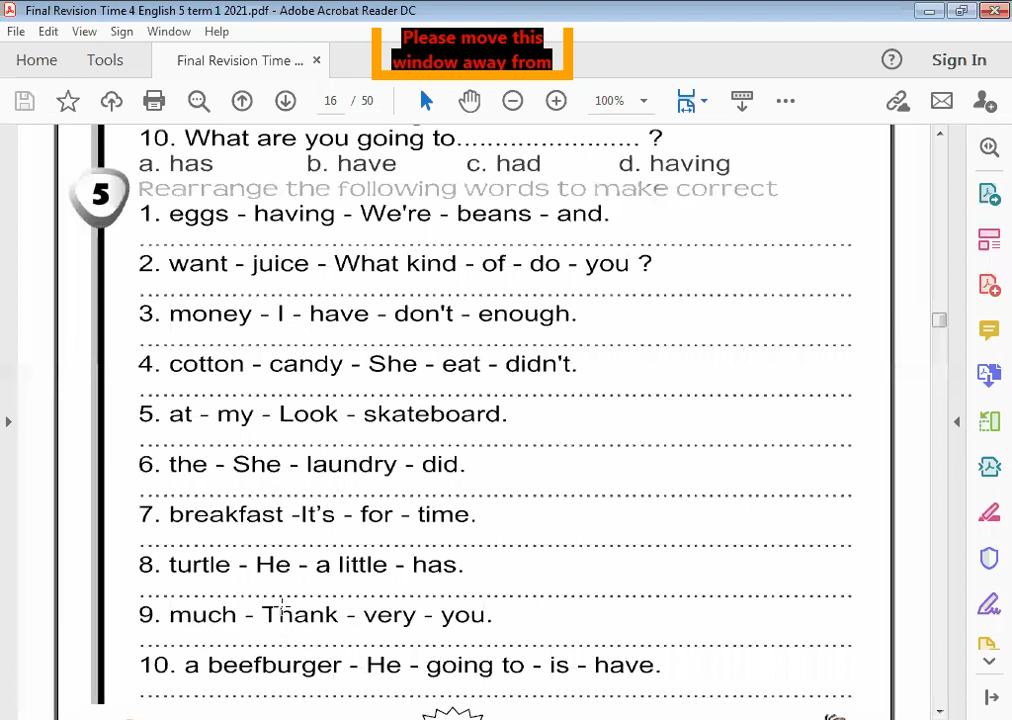 Final Revision Time 4 English 5 term 1 2021.pdf - Adobe Acrobat Reader DC
File Edit View Sign Window Help
Please move this
window away from
Home Tools Final Revision Time ... × Sign In
16 / 50 100%
10. What are you going to........................ ?
a. has b. have c. had d. having
5 Rearrange the following words to make correct
1. eggs - having - We're - beans - and.
2. want - juice - What kind - of - do - you ?
3. money - I - have - don't - enough.
4. cotton - candy - She - eat - didn't.
5. at - my - Look - skateboard.
6. the - She - laundry - did.
7. breakfast -It's - for - time.
8. turtle - He - a little - has.
9. much - Thank - very - you.
10. a beefburger - He - going to - is - have.